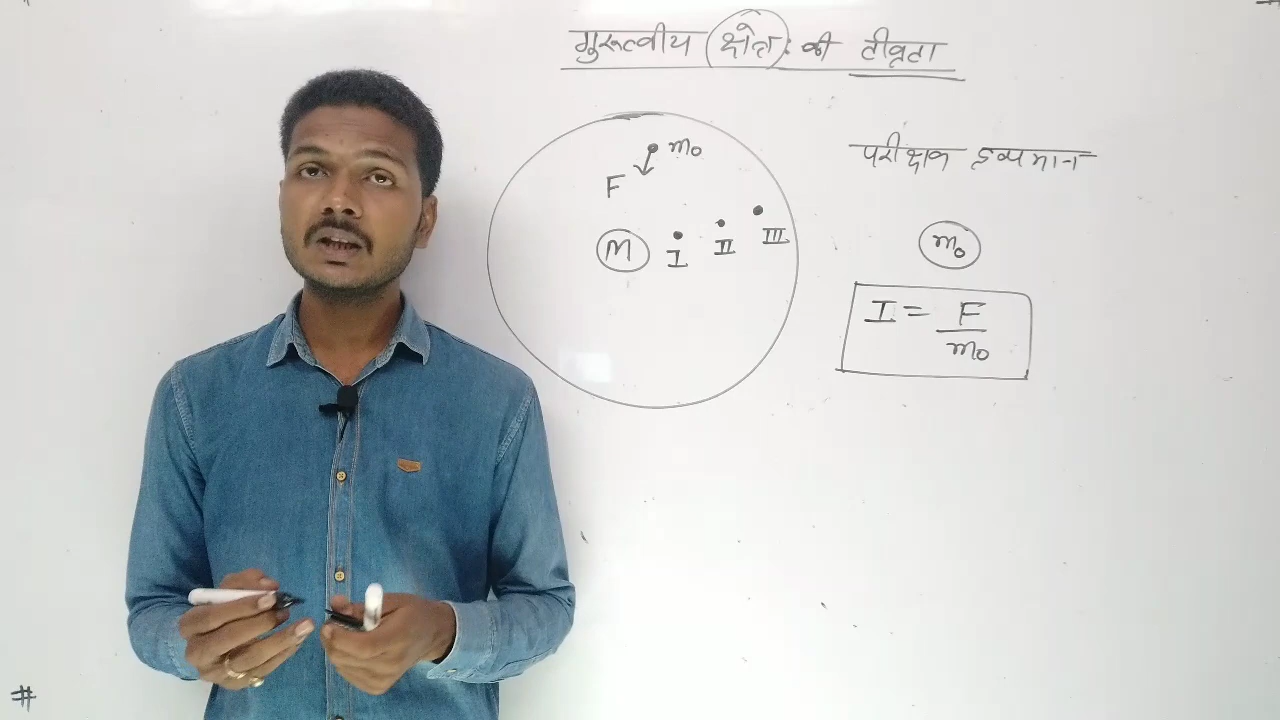 गुरुत्वीय क्षेत्र की तीव्रता
m₀
F
M
I
II
III
परीक्षण द्रव्यमान
m₀
I = F/m₀
#